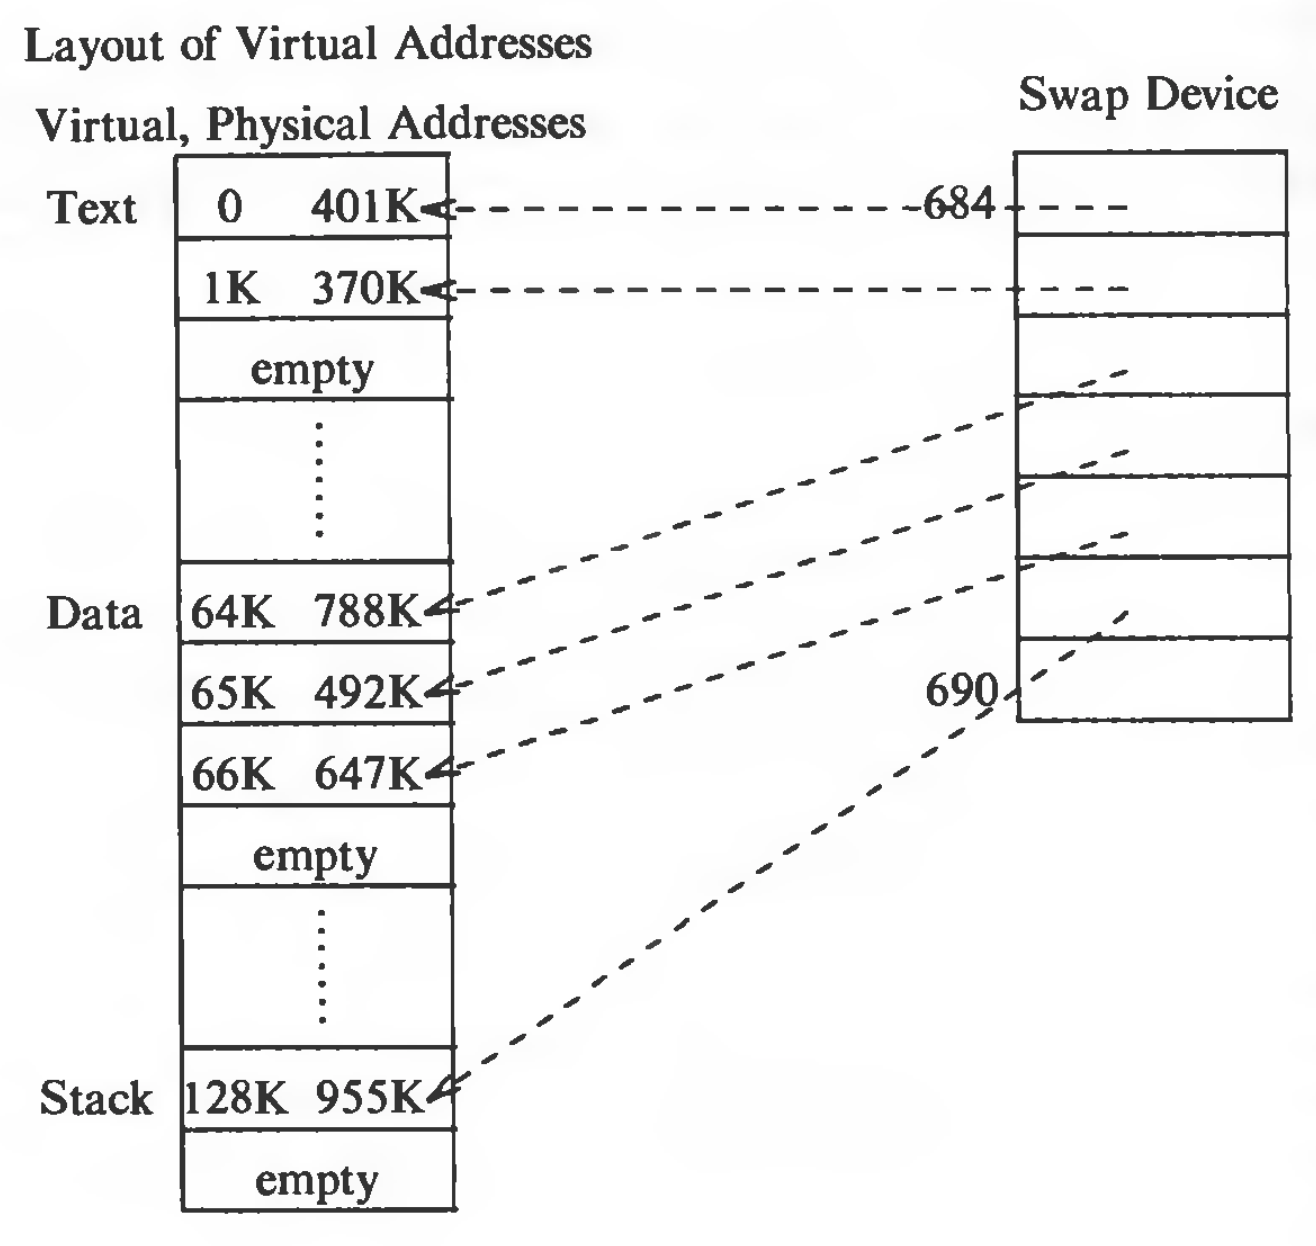 Layout of Virtual Addresses
Virtual, Physical Addresses
Swap Device
Text 0 401K 684
1K 370K
empty
Data 64K 788K
65K 492K
690
66K 647K
empty
Stack 128K 955K
empty